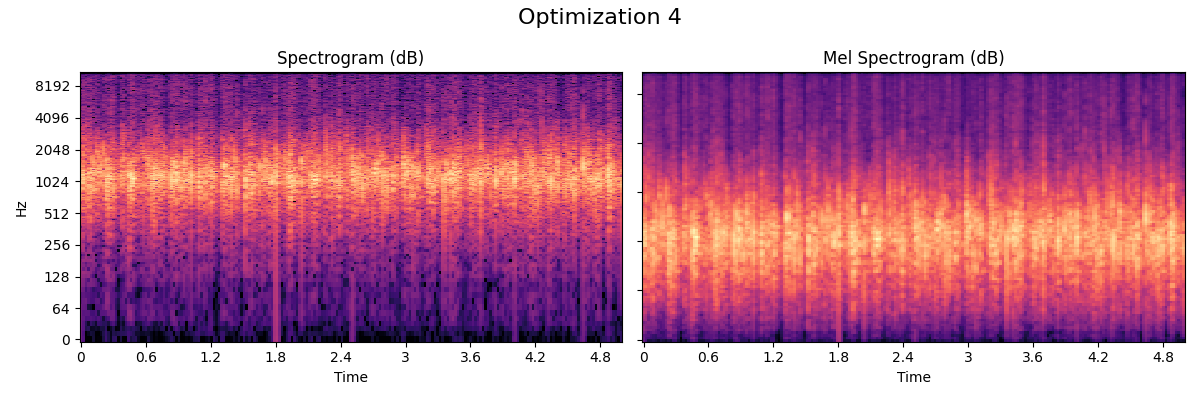 Optimization 4
Spectrogram (dB)
Mel Spectrogram (dB)
8192
4096
2048
1024
512
256
128
64
0
Hz
0 0.6 1.2 1.8 2.4 3 3.6 4.2 4.8
0 0.6 1.2 1.8 2.4 3 3.6 4.2 4.8
Time
Time